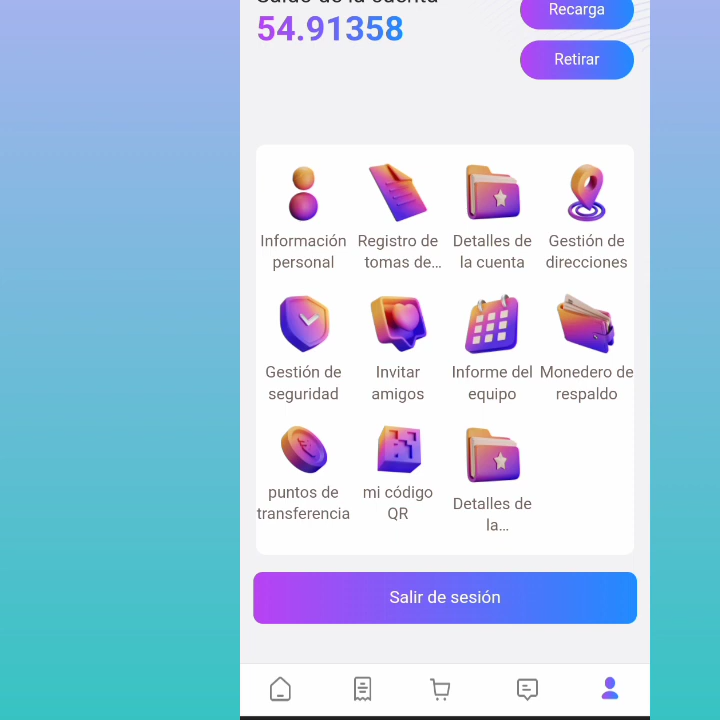 Saldo de la cuenta
54.91358
Recarga
Retirar
Información personal
Registro de tomas de...
Detalles de la cuenta
Gestión de direcciones
Gestión de seguridad
Invitar amigos
Informe del equipo
Monedero de respaldo
puntos de transferencia
mi código QR
Detalles de la...
Salir de sesión